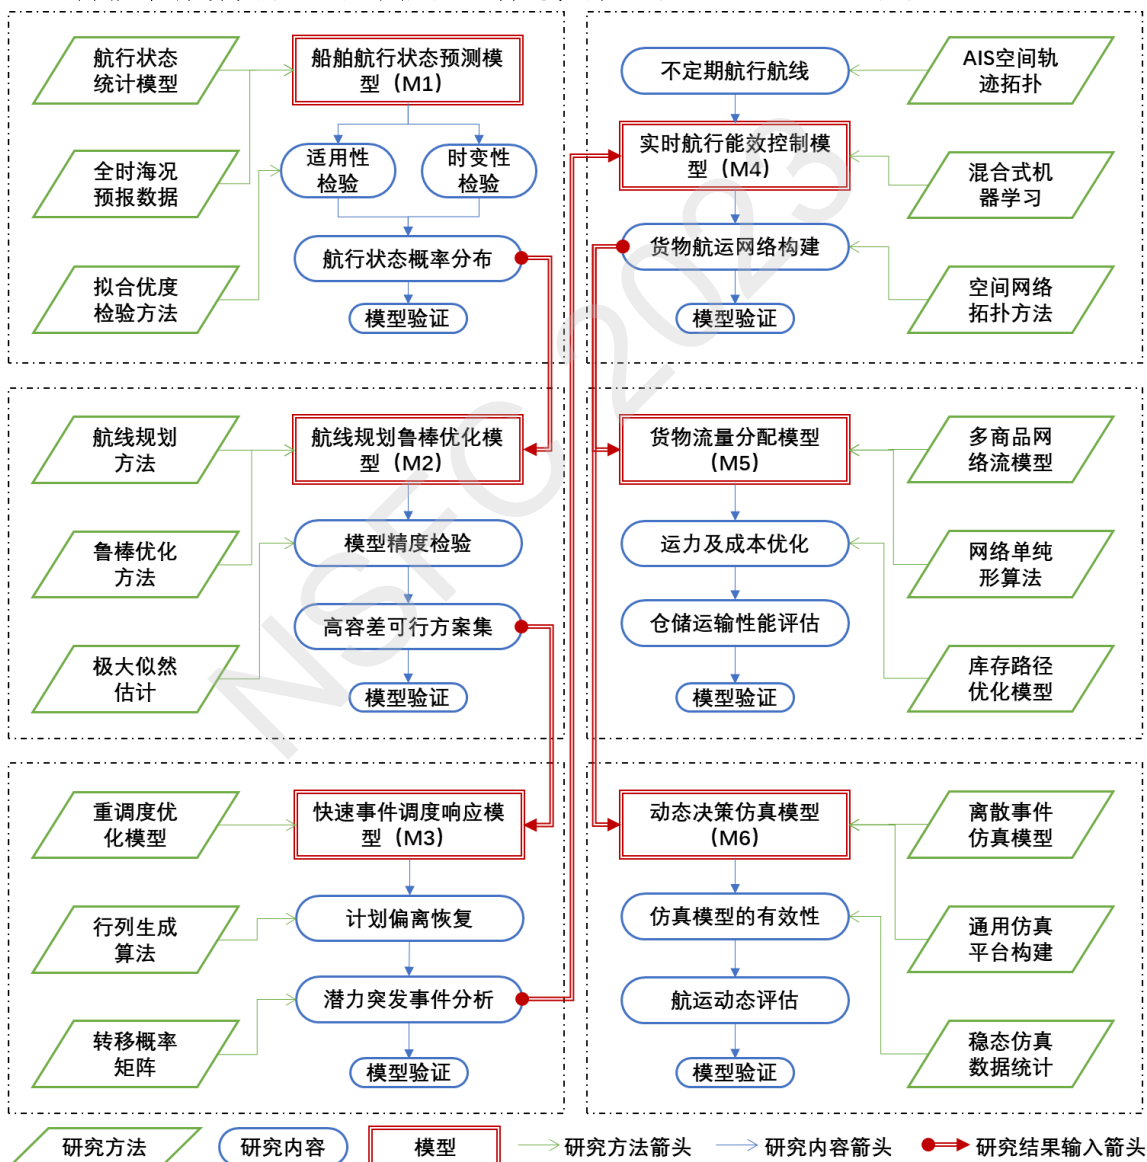 航行状态
统计模型
全时海况
预报数据
拟合优度
检验方法
船舶航行状态预测模
型（M1）
适用性
检验
时变性
检验
航行状态概率分布
模型验证
不定期航行航线
实时航行能效控制模
型（M4）
货物航运网络构建
模型验证
AIS空间轨
迹拓扑
混合式机
器学习
空间网络
拓扑方法
航线规划
方法
鲁棒优化
方法
极大似然
估计
航线规划鲁棒优化模
型（M2）
模型精度检验
高容差可行方案集
模型验证
货物流量分配模型
（M5）
运力及成本优化
仓储运输性能评估
模型验证
多商品网
络流模型
网络单纯
形算法
库存路径
优化模型
重调度优
化模型
行列生成
算法
转移概率
矩阵
快速事件调度响应模
型（M3）
计划偏离恢复
潜力突发事件分析
模型验证
动态决策仿真模型
（M6）
仿真模型的有效性
航运动态评估
模型验证
离散事件
仿真模型
通用仿真
平台构建
稳态仿真
数据统计
NSFC 2023
研究方法
研究内容
模型
研究方法箭头
研究内容箭头
研究结果输入箭头